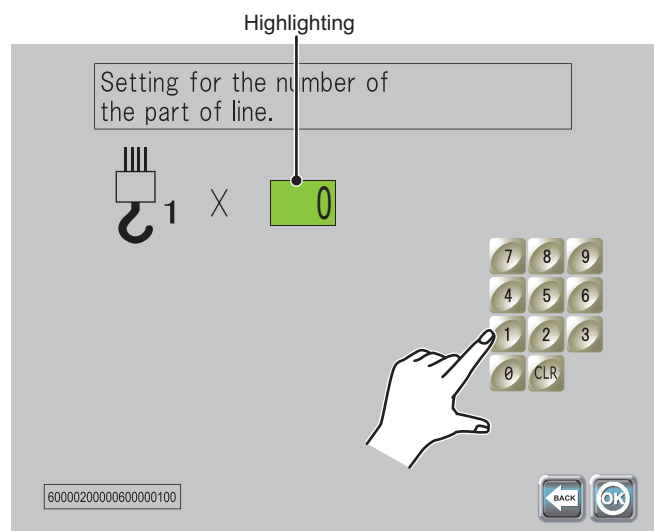 Highlighting
Setting for the number of
the part of line.
1 X 0
7 8 9
4 5 6
1 2 3
0 CLR
60000200000600000100
BACK OK